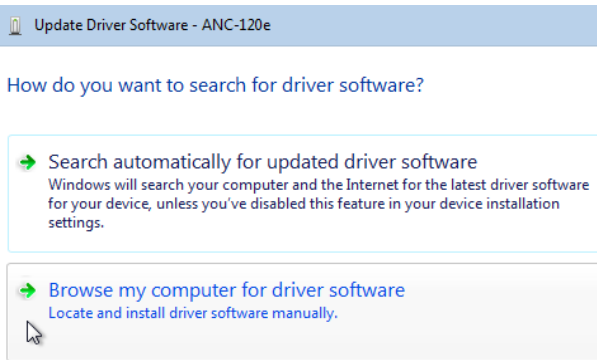 Update Driver Software - ANC-120e
How do you want to search for driver software?
Search automatically for updated driver software
Windows will search your computer and the Internet for the latest driver software
for your device, unless you've disabled this feature in your device installation
settings.
Browse my computer for driver software
Locate and install driver software manually.